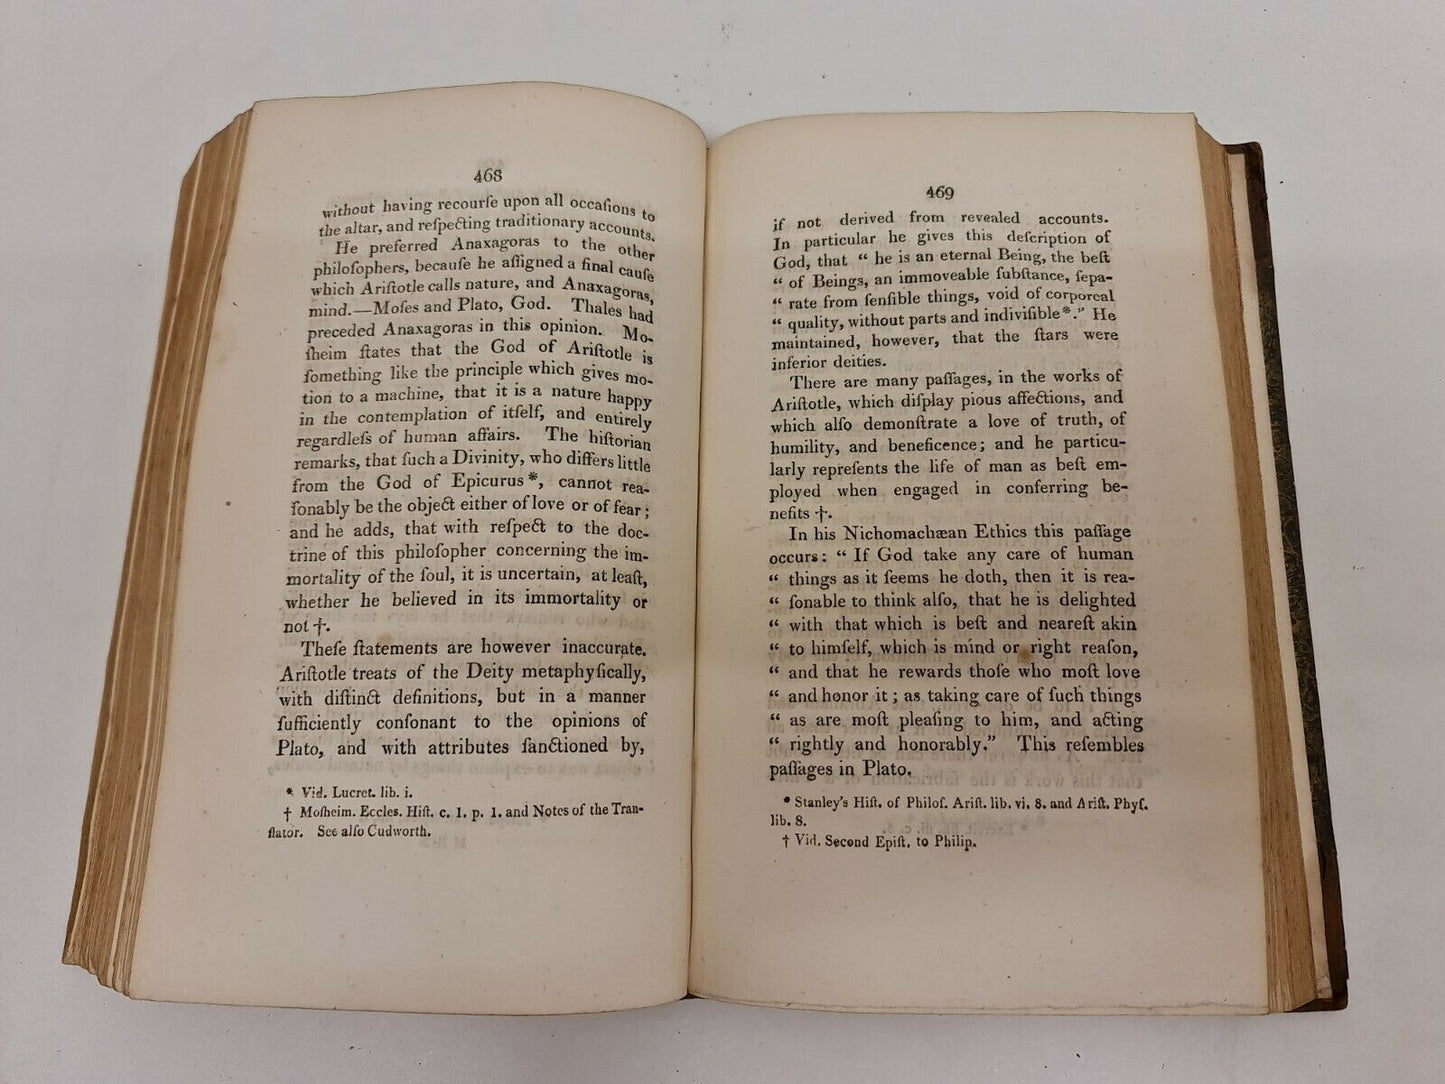 468
without having recourſe upon all occaſions to
the altar, and reſpecting traditionary accounts.
He preferred Anaxagoras to the other
philoſophers, becauſe he aſſigned a final cauſe
which Ariſtotle calls nature, and Anaxagoras,
mind.—Moſes and Plato, God. Thales had
preceded Anaxagoras in this opinion. Mo-
ſheim ſtates that the God of Ariſtotle is
ſomething like the principle which gives mo-
tion to a machine, that it is a nature happy
in the contemplation of itſelf, and entirely
regardleſs of human affairs. The hiſtorian
remarks, that ſuch a Divinity, who differs little
from the God of Epicurus*, cannot rea-
ſonably be the object either of love or of fear;
and he adds, that with reſpect to the doc-
trine of this philoſopher concerning the im-
mortality of the ſoul, it is uncertain, at leaſt,
whether he believed in its immortality or
not †.
Theſe ſtatements are however inaccurate.
Ariſtotle treats of the Deity metaphyſically,
with diſtinct definitions, but in a manner
ſufficiently conſonant to the opinions of
Plato, and with attributes ſanctioned by,
* Vid. Lucret. lib. i.
† Moſheim. Eccles. Hiſt. c. 1. p. 1. and Notes of the Tran-
ſlator. See alſo Cudworth.
469
if not derived from revealed accounts.
In particular he gives this deſcription of
God, that “ he is an eternal Being, the beſt
“ of Beings, an immoveable ſubſtance, ſepa-
“ rate from ſenſible things, void of corporeal
“ quality, without parts and indiviſible*.” He
maintained, however, that the ſtars were
inferior deities.
There are many paſſages, in the works of
Ariſtotle, which diſplay pious affections, and
which alſo demonſtrate a love of truth, of
humility, and beneficence; and he particu-
larly repreſents the life of man as beſt em-
ployed when engaged in conferring be-
nefits †.
In his Nichomachæan Ethics this paſſage
occurs: “ If God take any care of human
“ things as it ſeems he doth, then it is rea-
“ ſonable to think alſo, that he is delighted
“ with that which is beſt and neareſt akin
“ to himſelf, which is mind or right reaſon,
“ and that he rewards thoſe who moſt love
“ and honor it; as taking care of ſuch things
“ as are moſt pleaſing to him, and acting
“ rightly and honorably.” This reſembles
paſſages in Plato.
* Stanley's Hiſt. of Philoſ. Ariſt. lib. vi. 8. and Ariſt. Phyſ.
lib. 8.
† Vid. Second Epiſt. to Philip.